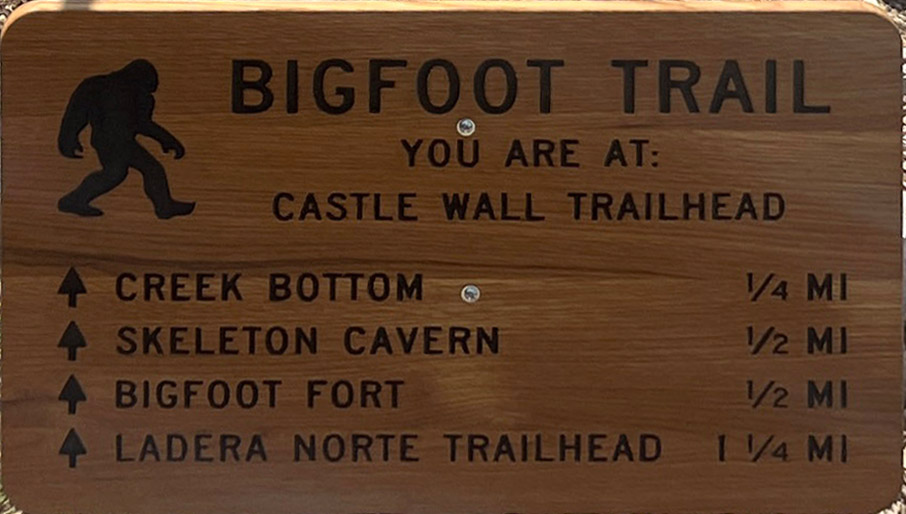 BIGFOOT TRAIL
YOU ARE AT:
CASTLE WALL TRAILHEAD
CREEK BOTTOM 1/4 MI
SKELETON CAVERN 1/2 MI
BIGFOOT FORT 1/2 MI
LADERA NORTE TRAILHEAD 1 1/4 MI